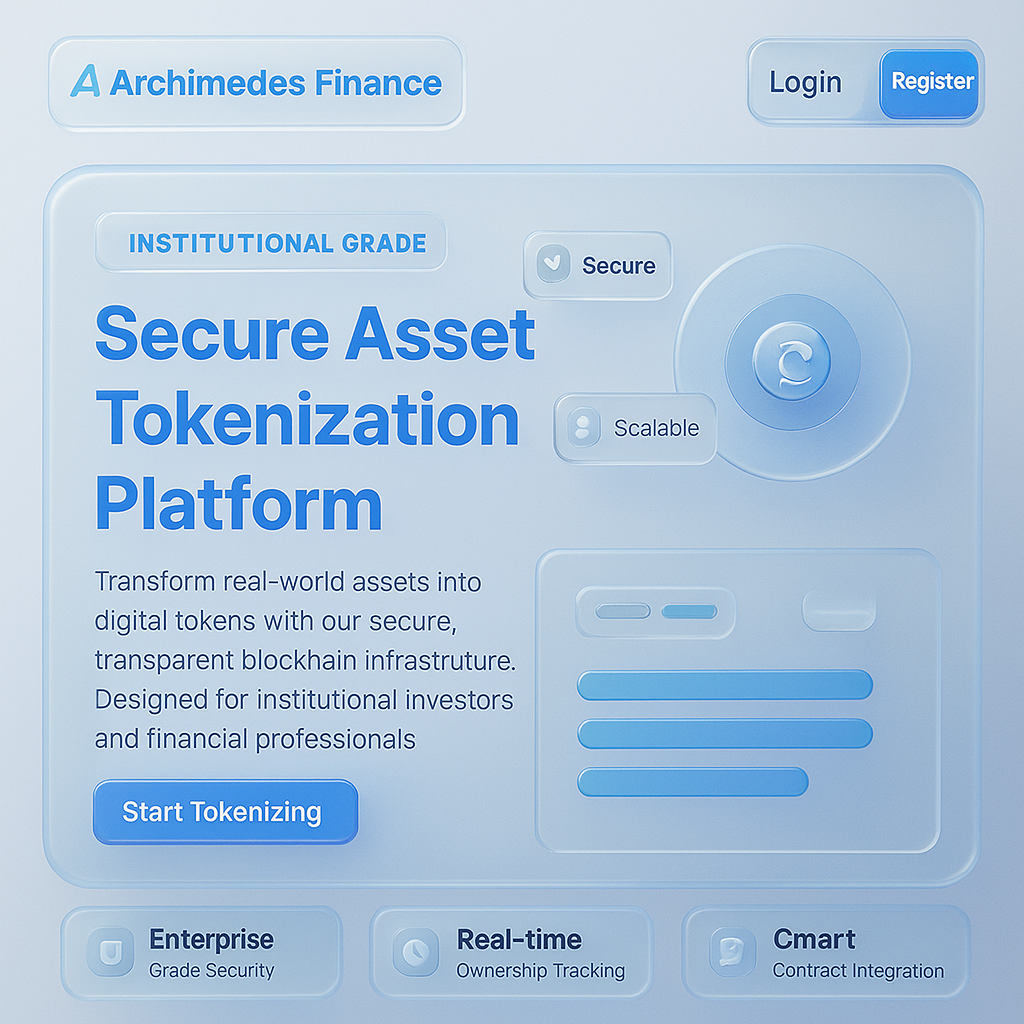 Archimedes Finance
Login
Register
INSTITUTIONAL GRADE
Secure Asset
Tokenization
Platform
Secure
Scalable
Transform real-world assets into
digital tokens with our secure,
transparent blockhain infrastruture.
Designed for institutional investors
and financial professionals
Start Tokenizing
Enterprise
Grade Security
Real-time
Ownership Tracking
Cmart
Contract Integration